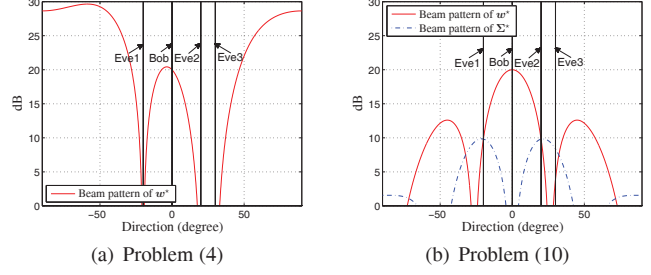 30
25
20
15
10
5
0
dB
Eve1
Bob
Eve2
Eve3
Beam pattern of w*
−50
0
50
Direction (degree)
(a) Problem (4)
30
25
20
15
10
5
0
dB
Beam pattern of w*
Beam pattern of Σ*
Eve1
Bob
Eve2
Eve3
−50
0
50
Direction (degree)
(b) Problem (10)